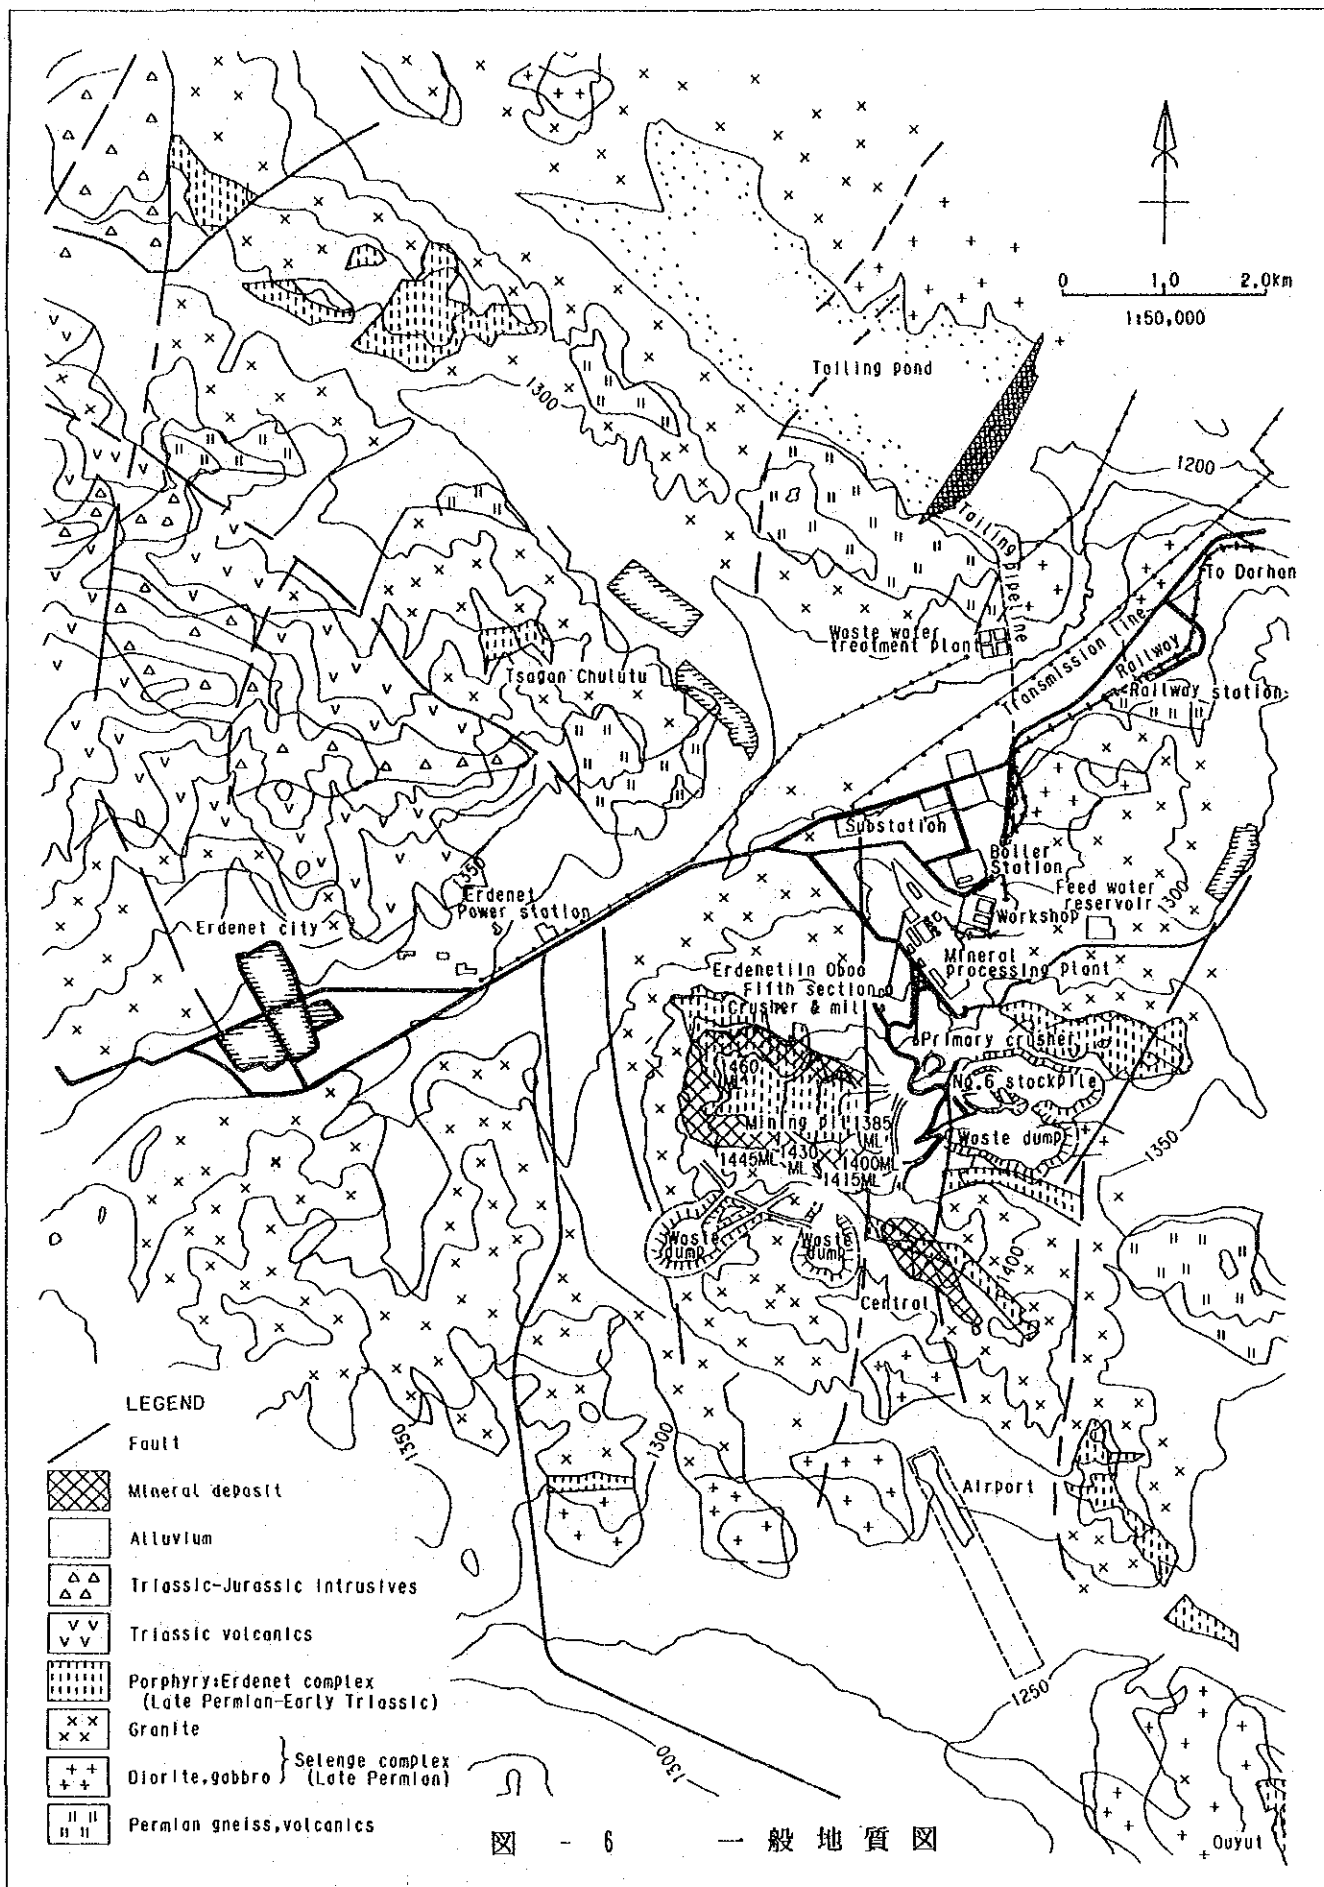 0 1.0 2.0km
1:50,000
Tailing pond
1300
1200
Tailing pipeline
To Darhan
Waste water
treatment plant
Transmission line
Railway
Railway station
Tsagan Chulutu
Substation
Boiler
Station
Feed water
reservoir
1300
Workshop
1350
Erdenet
Power station
Erdenet city
Mineral
processing plant
Erdenetiin Oboo
Fifth section
Crusher & mill
Primary crusher
1460
ML
No.6 stockpile
Mining pit
1385
ML
Waste dump
1350
1445ML
1430
ML
1400ML
1415ML
Waste
dump
Waste
dump
1400
Central
1350
1300
Airport
1250
1300
Ouyut
LEGEND
Fault
Mineral deposit
Alluvium
Triassic-Jurassic intrusives
Triassic volcanics
Porphyry:Erdenet complex
(Late Permian-Early Triassic)
Granite
Diorite,gabbro
Selenge complex
(Late Permian)
Permian gneiss,volcanics
図 - 6 一般地質図